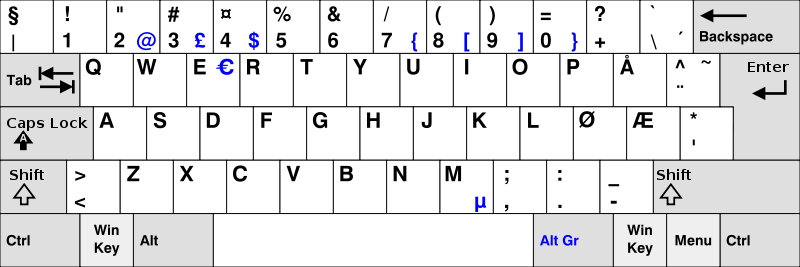 § ! " # ¤ % & / ( ) = ? `
| 1 2 @ 3 £ 4 $ 5 6 7 { 8 [ 9 ] 0 } + \ ´ Backspace
Tab Q W E € R T Y U I O P Å ^ ~ ¨ Enter
Caps Lock A A S D F G H J K L Ø Æ * '
Shift > Z X C V B N M ; : _ Shift
< µ , . -
Ctrl Win Key Alt Alt Gr Win Key Menu Ctrl